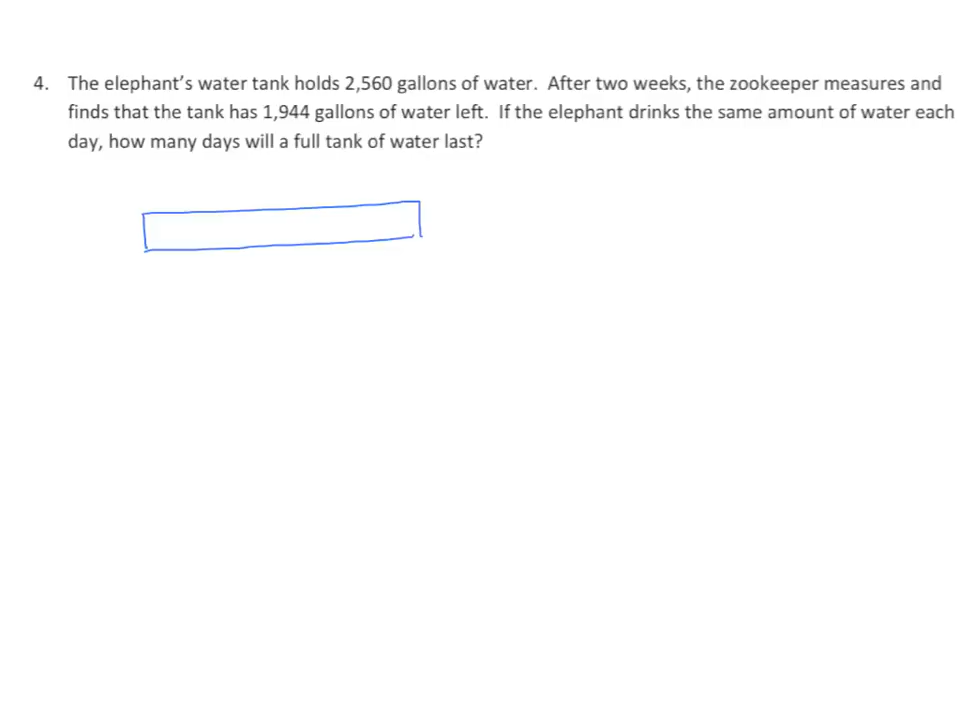 4. The elephant's water tank holds 2,560 gallons of water. After two weeks, the zookeeper measures and
finds that the tank has 1,944 gallons of water left. If the elephant drinks the same amount of water each
day, how many days will a full tank of water last?